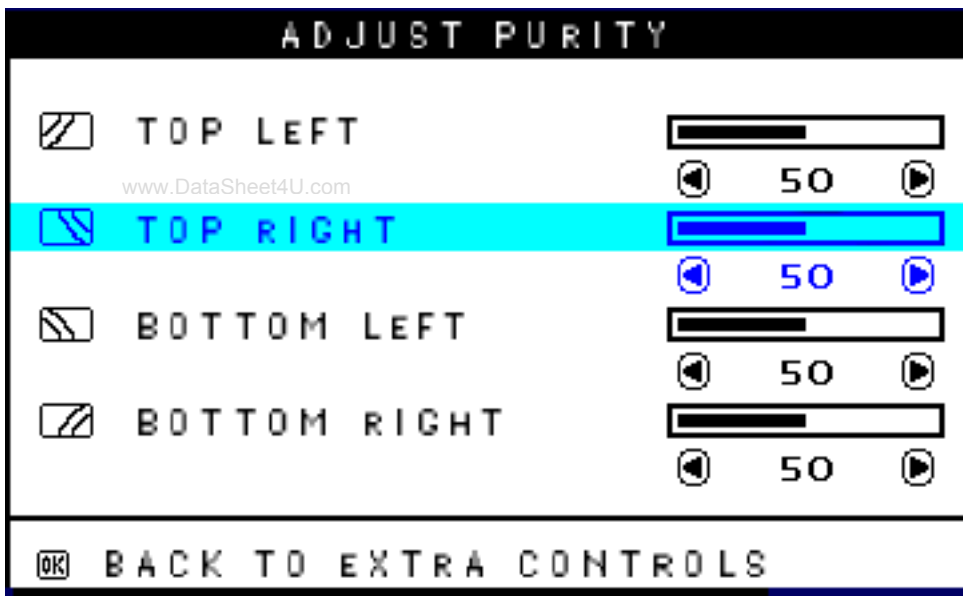 ADJUST PURITY
TOP LEFT
50
www.DataSheet4U.com
TOP RIGHT
50
BOTTOM LEFT
50
BOTTOM RIGHT
50
OK BACK TO EXTRA CONTROLS